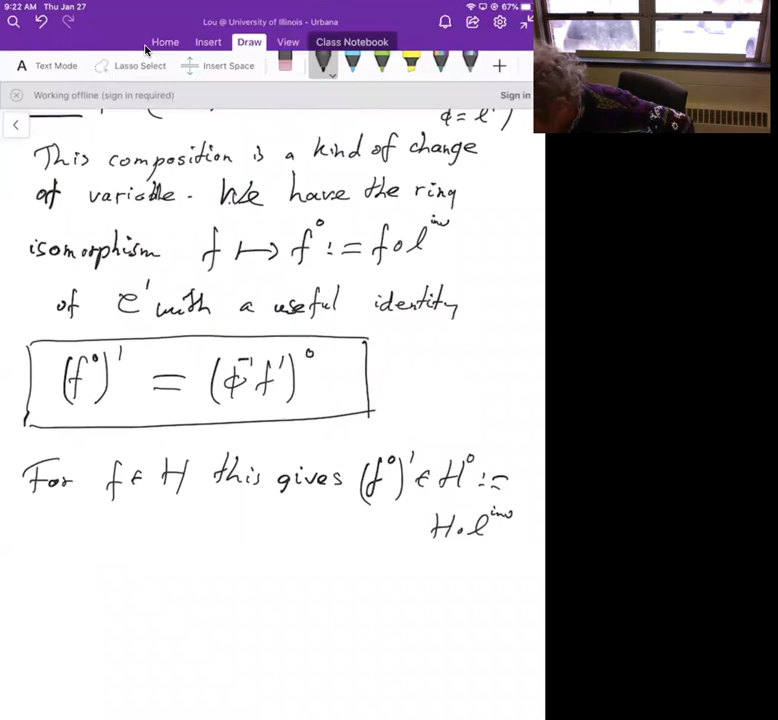 9:22 AM Thu Jan 27
67%
Lou @ University of Illinois - Urbana
Home Insert Draw View Class Notebook
A Text Mode Lasso Select Insert Space
Working offline (sign in required) Sign in
ϕ = l')
This composition is a kind of change
of variable. We have the ring
isomorphism f ↦ f° := f∘l^inv
of C' with a useful identity
(f°)' = (ϕ⁻¹f')°
For f ∈ H this gives (f°)' ∈ H° :=
H∘l^inv